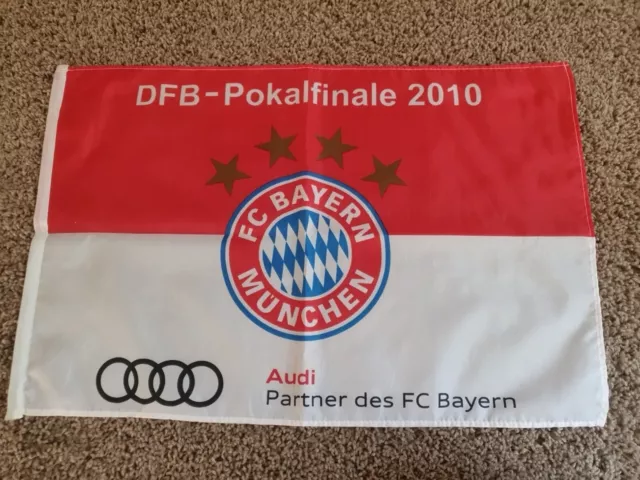 DFB-Pokalfinale 2010
FC BAYERN
MÜNCHEN
Audi
Partner des FC Bayern